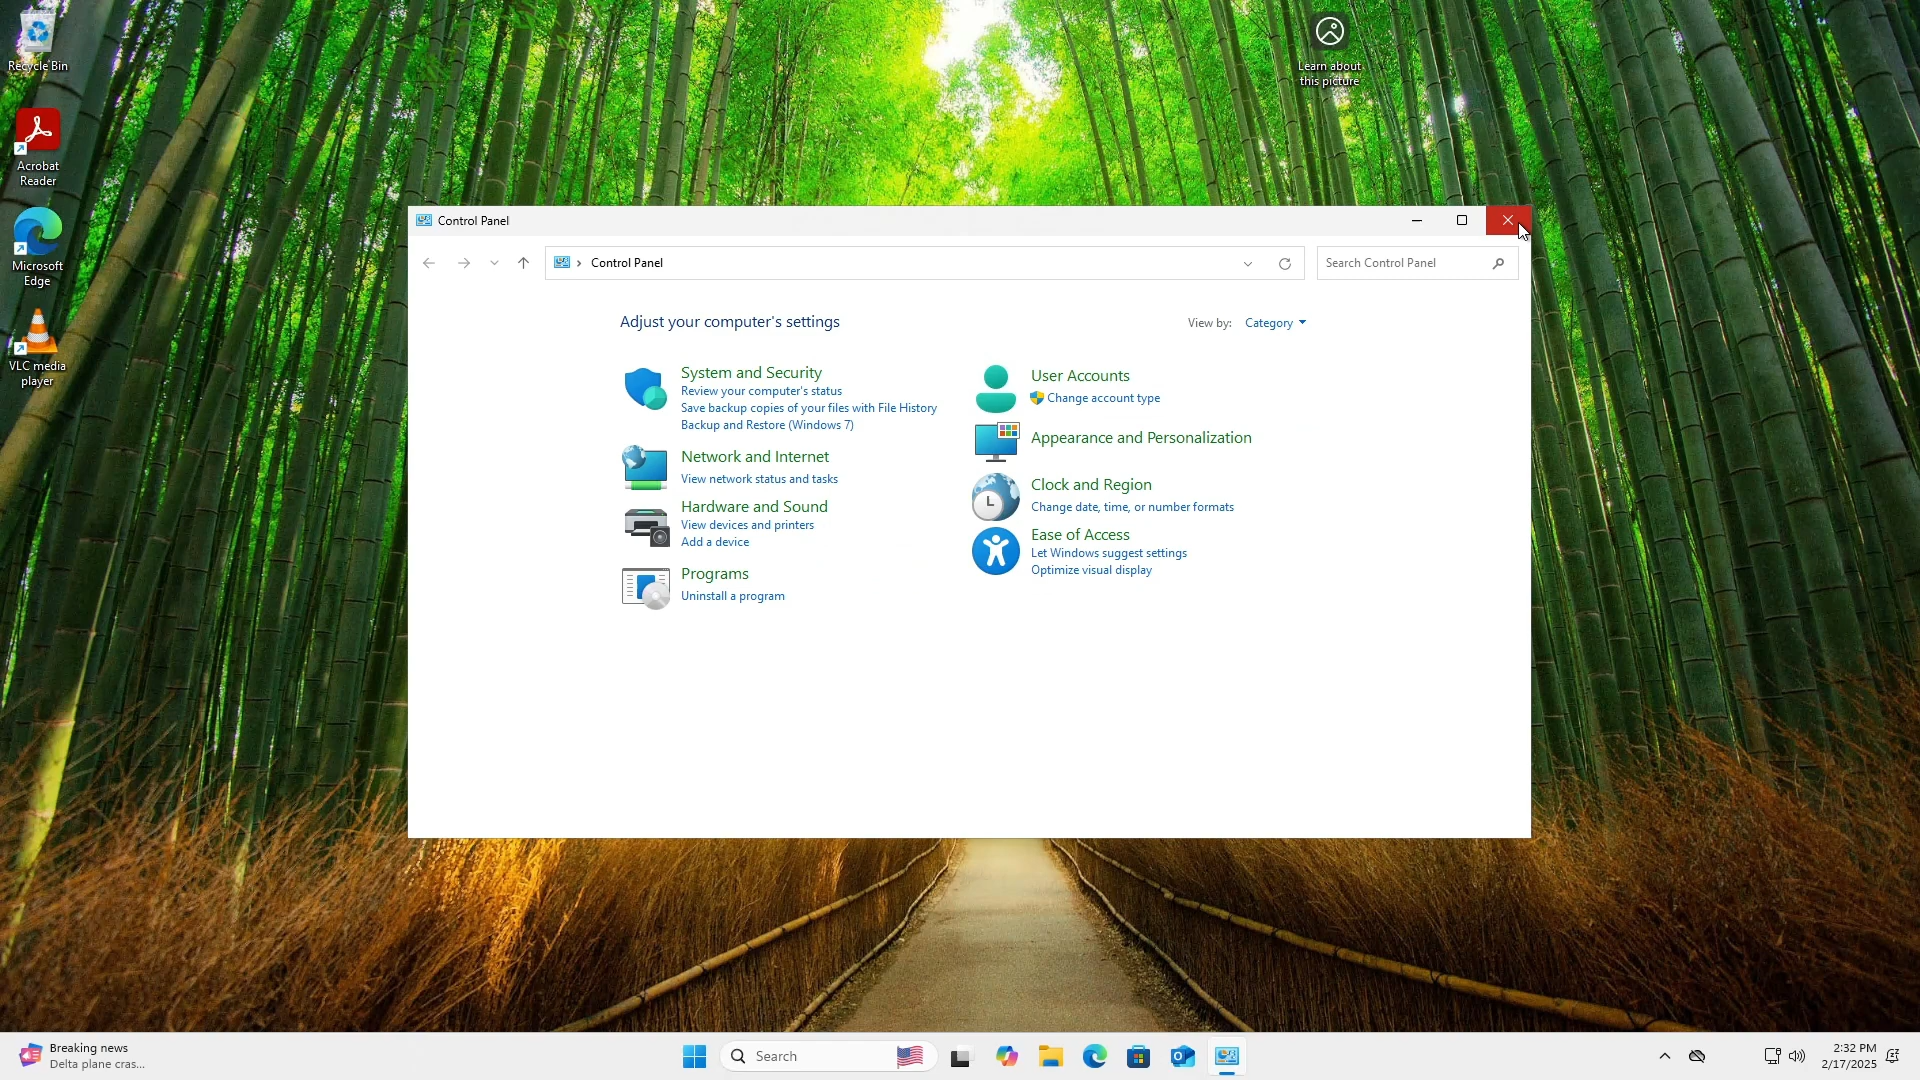 Recycle Bin
Acrobat
Reader
Microsoft
Edge
VLC media
player
Learn about
this picture
Control Panel
Control Panel
Search Control Panel
Adjust your computer's settings
View by: Category
System and Security
Review your computer's status
Save backup copies of your files with File History
Backup and Restore (Windows 7)
Network and Internet
View network status and tasks
Hardware and Sound
View devices and printers
Add a device
Programs
Uninstall a program
User Accounts
Change account type
Appearance and Personalization
Clock and Region
Change date, time, or number formats
Ease of Access
Let Windows suggest settings
Optimize visual display
Breaking news
Delta plane cras...
Search
2:32 PM
2/17/2025